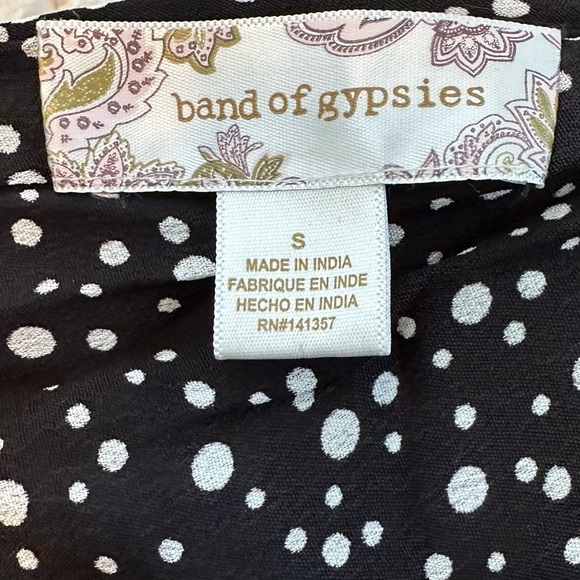 band of gypsies
S
MADE IN INDIA
FABRIQUE EN INDE
HECHO EN INDIA
RN#141357